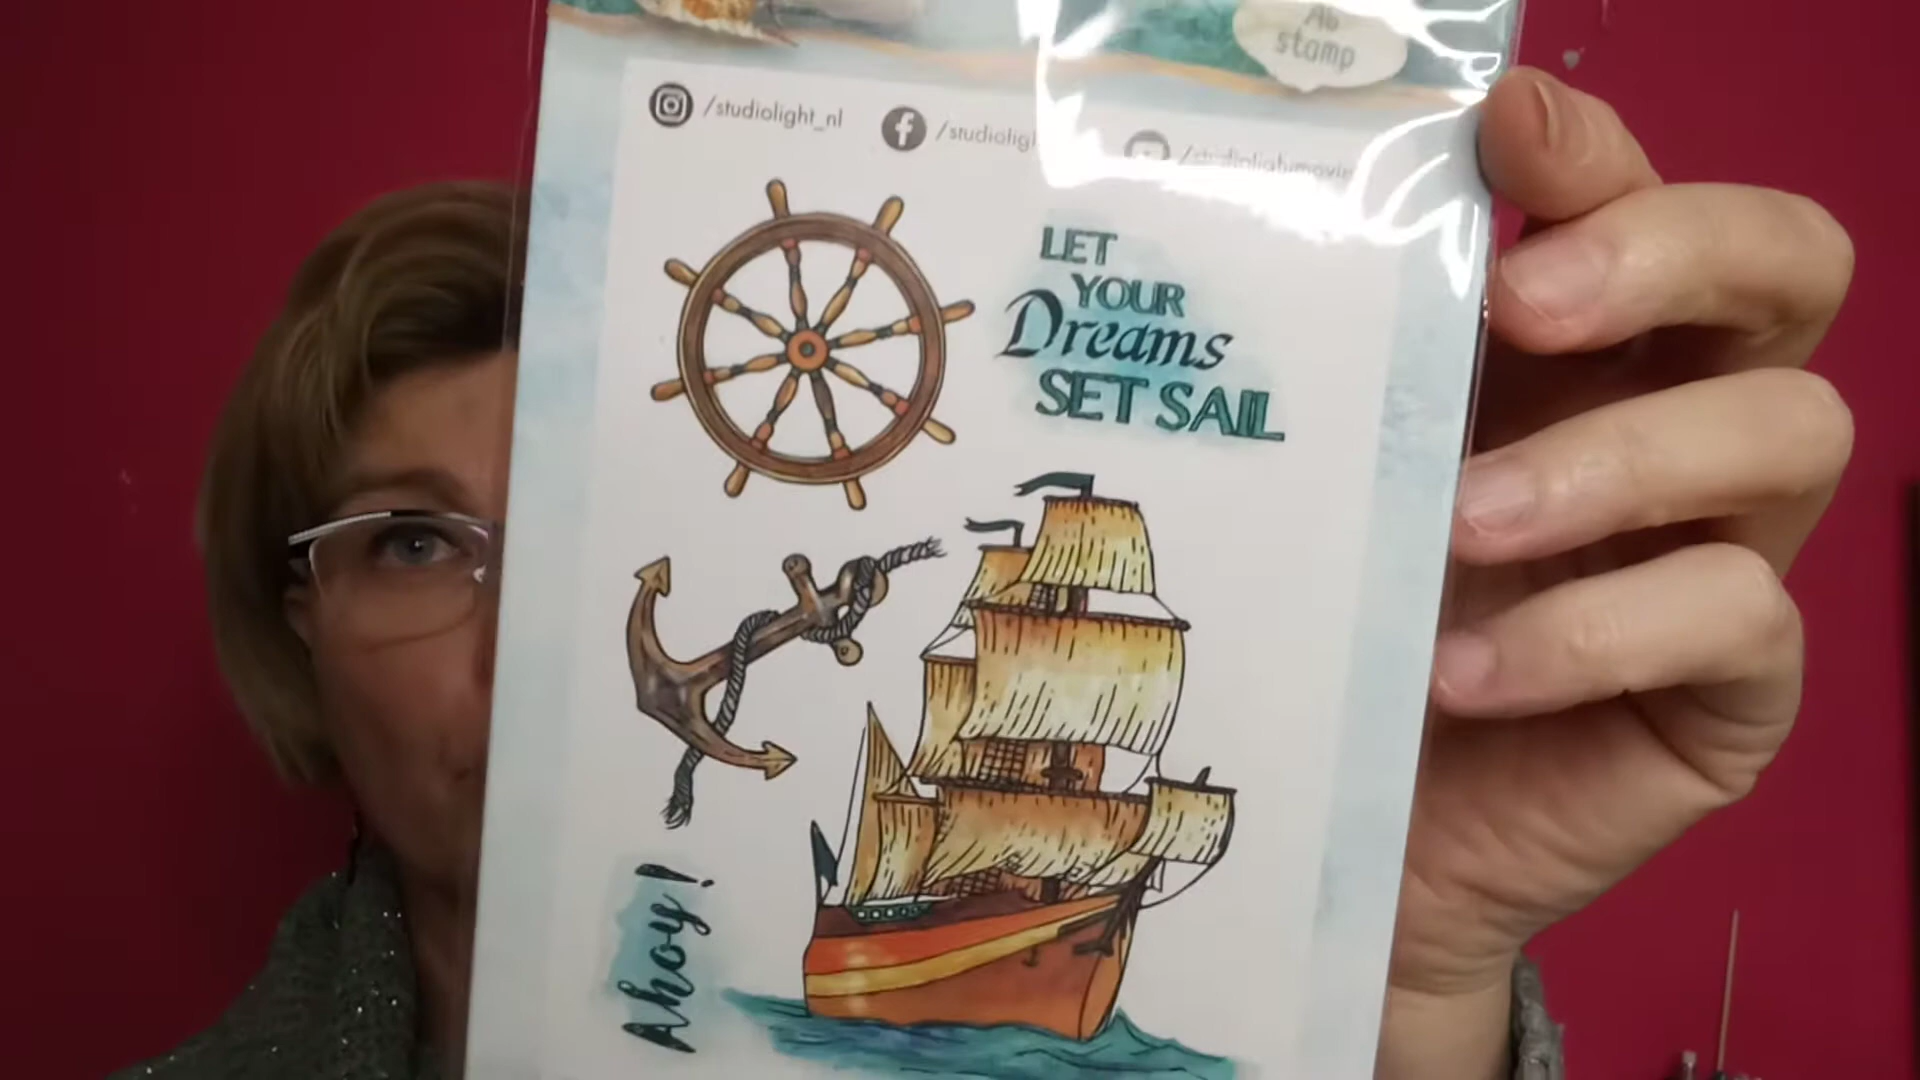 A6
stamp
/studiolight_nl
/studiolig
LET
YOUR
Dreams
SET SAIL
Ahoy!